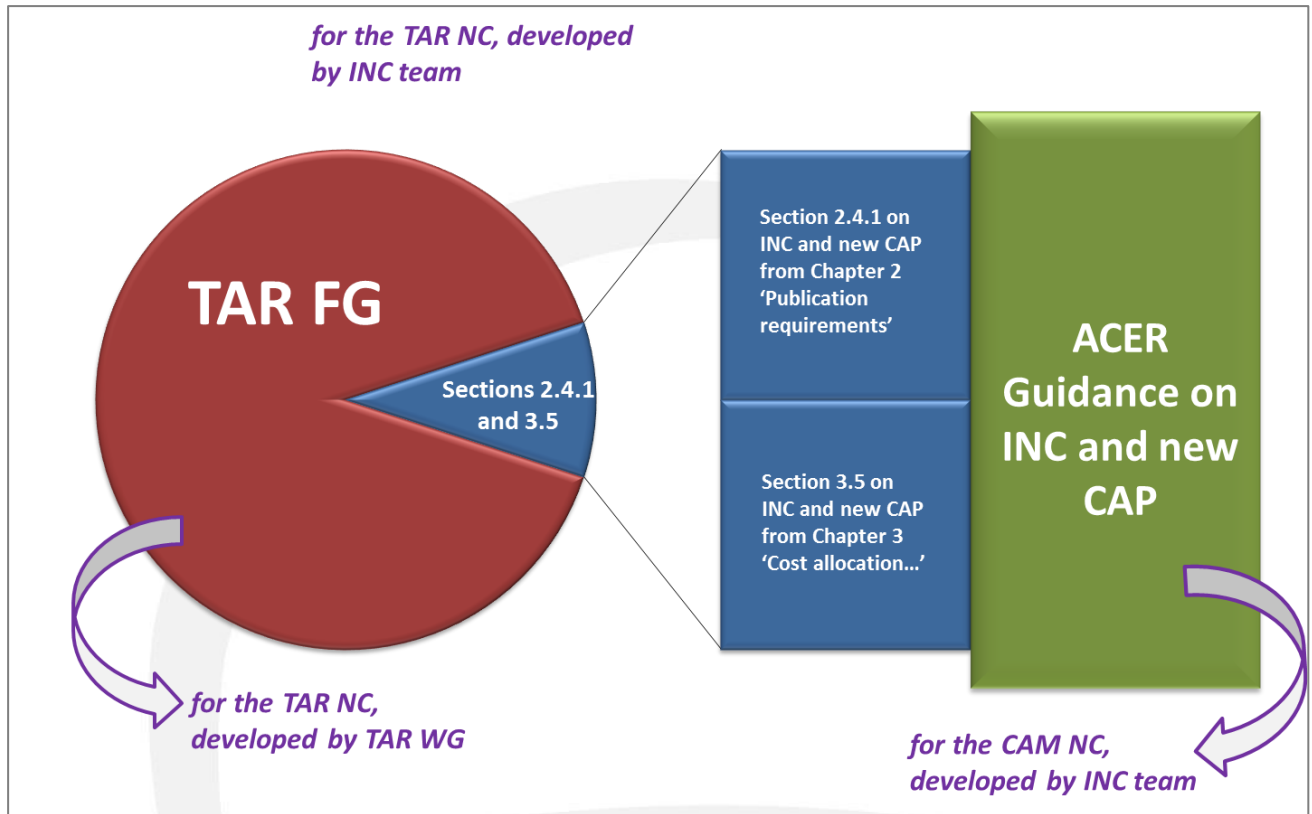 for the TAR NC, developed
by INC team
TAR FG
Sections 2.4.1
and 3.5
Section 2.4.1 on
INC and new CAP
from Chapter 2
‘Publication
requirements’
Section 3.5 on
INC and new CAP
from Chapter 3
‘Cost allocation…’
ACER
Guidance on
INC and new
CAP
for the TAR NC,
developed by TAR WG
for the CAM NC,
developed by INC team